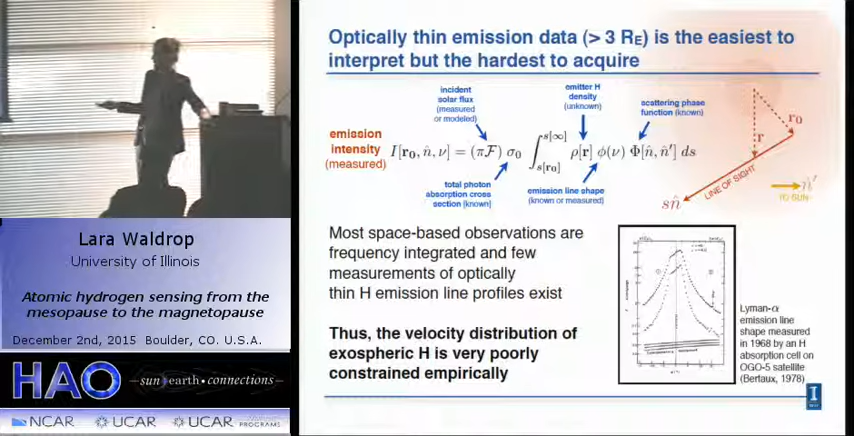 Optically thin emission data (> 3 RE) is the easiest to
interpret but the hardest to acquire
incident
solar flux
(measured
or modeled)
emitter H
density
(unknown)
scattering phase
function (known)
emission
intensity
(measured)
I[r₀, n̂, ν] = (πF) σ₀ ∫ s[r₀] s[∞] ρ[r] ϕ(ν) Φ[n̂, n̂′] ds
total photon
absorption cross
section (known)
emission line shape
(known or measured)
r₀
r
LINE OF SIGHT
sn̂
n̂′
TO SUN
Most space-based observations are
frequency integrated and few
measurements of optically
thin H emission line profiles exist
Thus, the velocity distribution of
exospheric H is very poorly
constrained empirically
Lyman-α
emission line
shape measured
in 1968 by an H
absorption cell on
OGO-5 satellite
(Bertaux, 1978)
I
Lara Waldrop
University of Illinois
Atomic hydrogen sensing from the
mesopause to the magnetopause
December 2nd, 2015 Boulder, CO. U.S.A.
HAO
—sun earth•connections—
NCAR
UCAR
UCAR
PROGRAMS